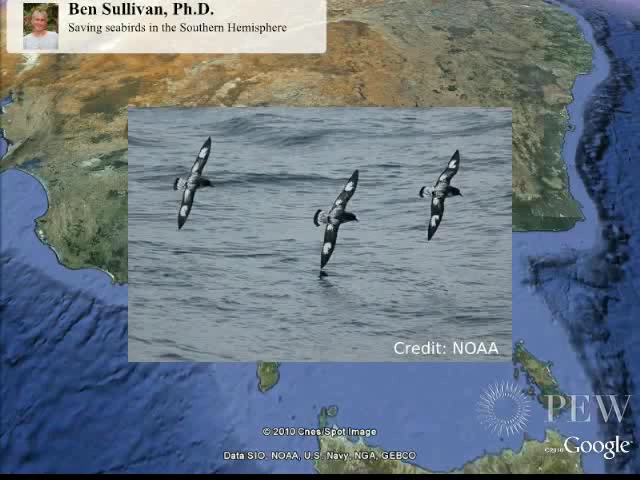 Ben Sullivan, Ph.D.
Saving seabirds in the Southern Hemisphere
Credit: NOAA
PEW
© 2010 Cnes/Spot Image
©2010 Google
Data SIO, NOAA, U.S. Navy, NGA, GEBCO